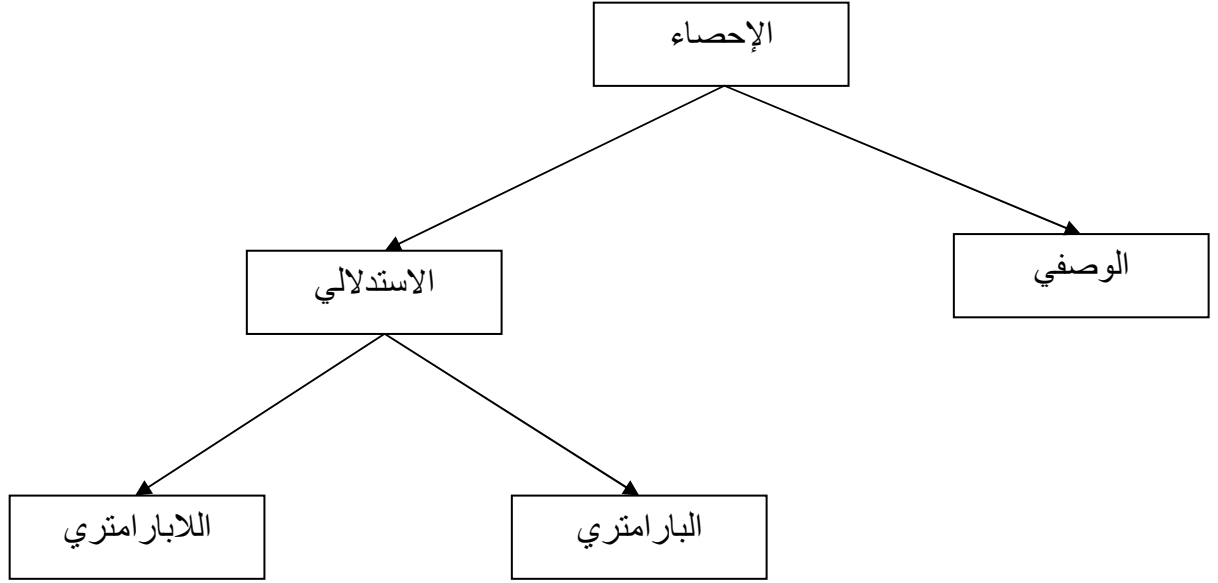 الإحصاء
الوصفي
الاستدلالي
البارامتري
اللابارامتري